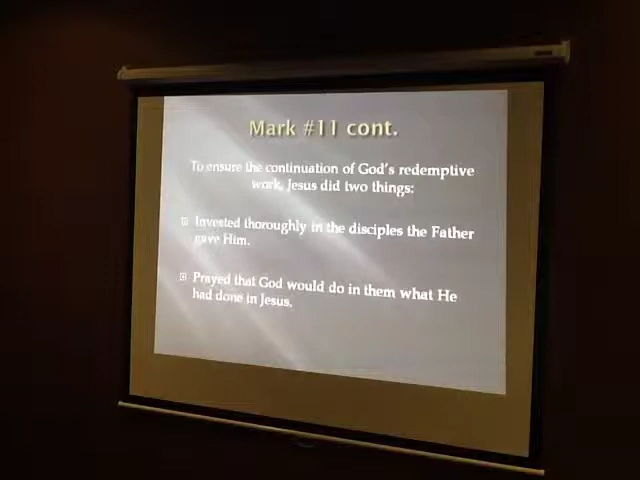 Mark #11 cont.
To ensure the continuation of God's redemptive
work, Jesus did two things:
Invested thoroughly in the disciples the Father
gave Him.
Prayed that God would do in them what He
had done in Jesus.